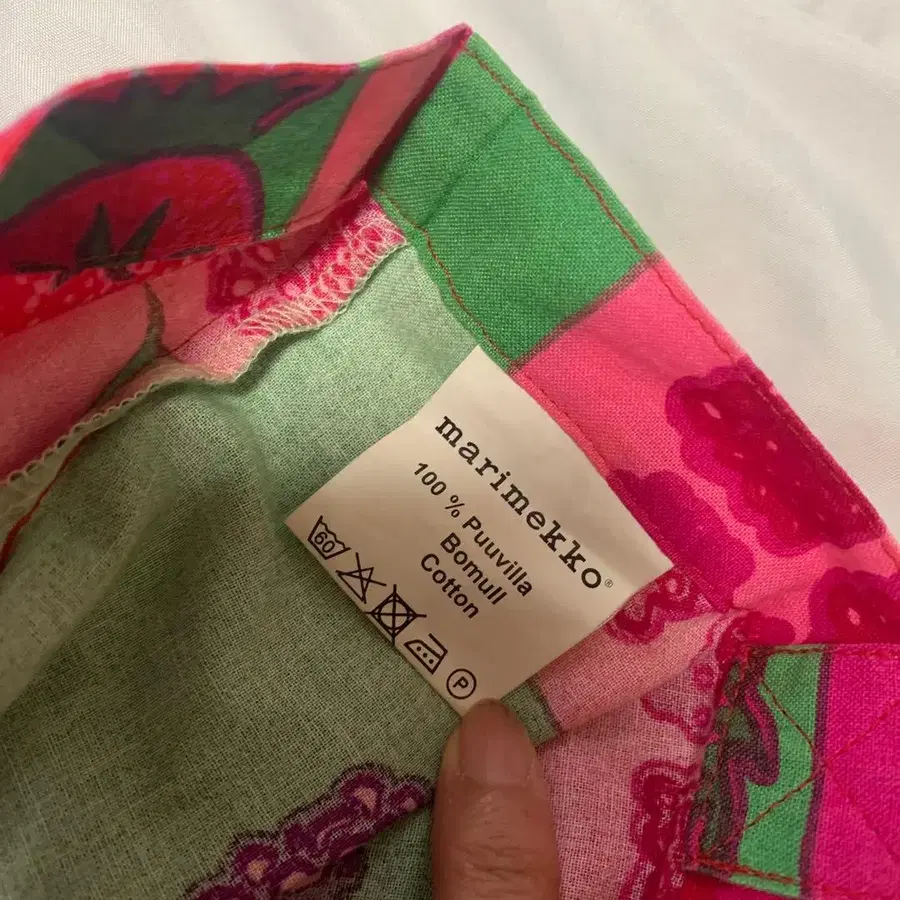 marimekko®
100 % Puuvilla
Bomull
Cotton
60
P